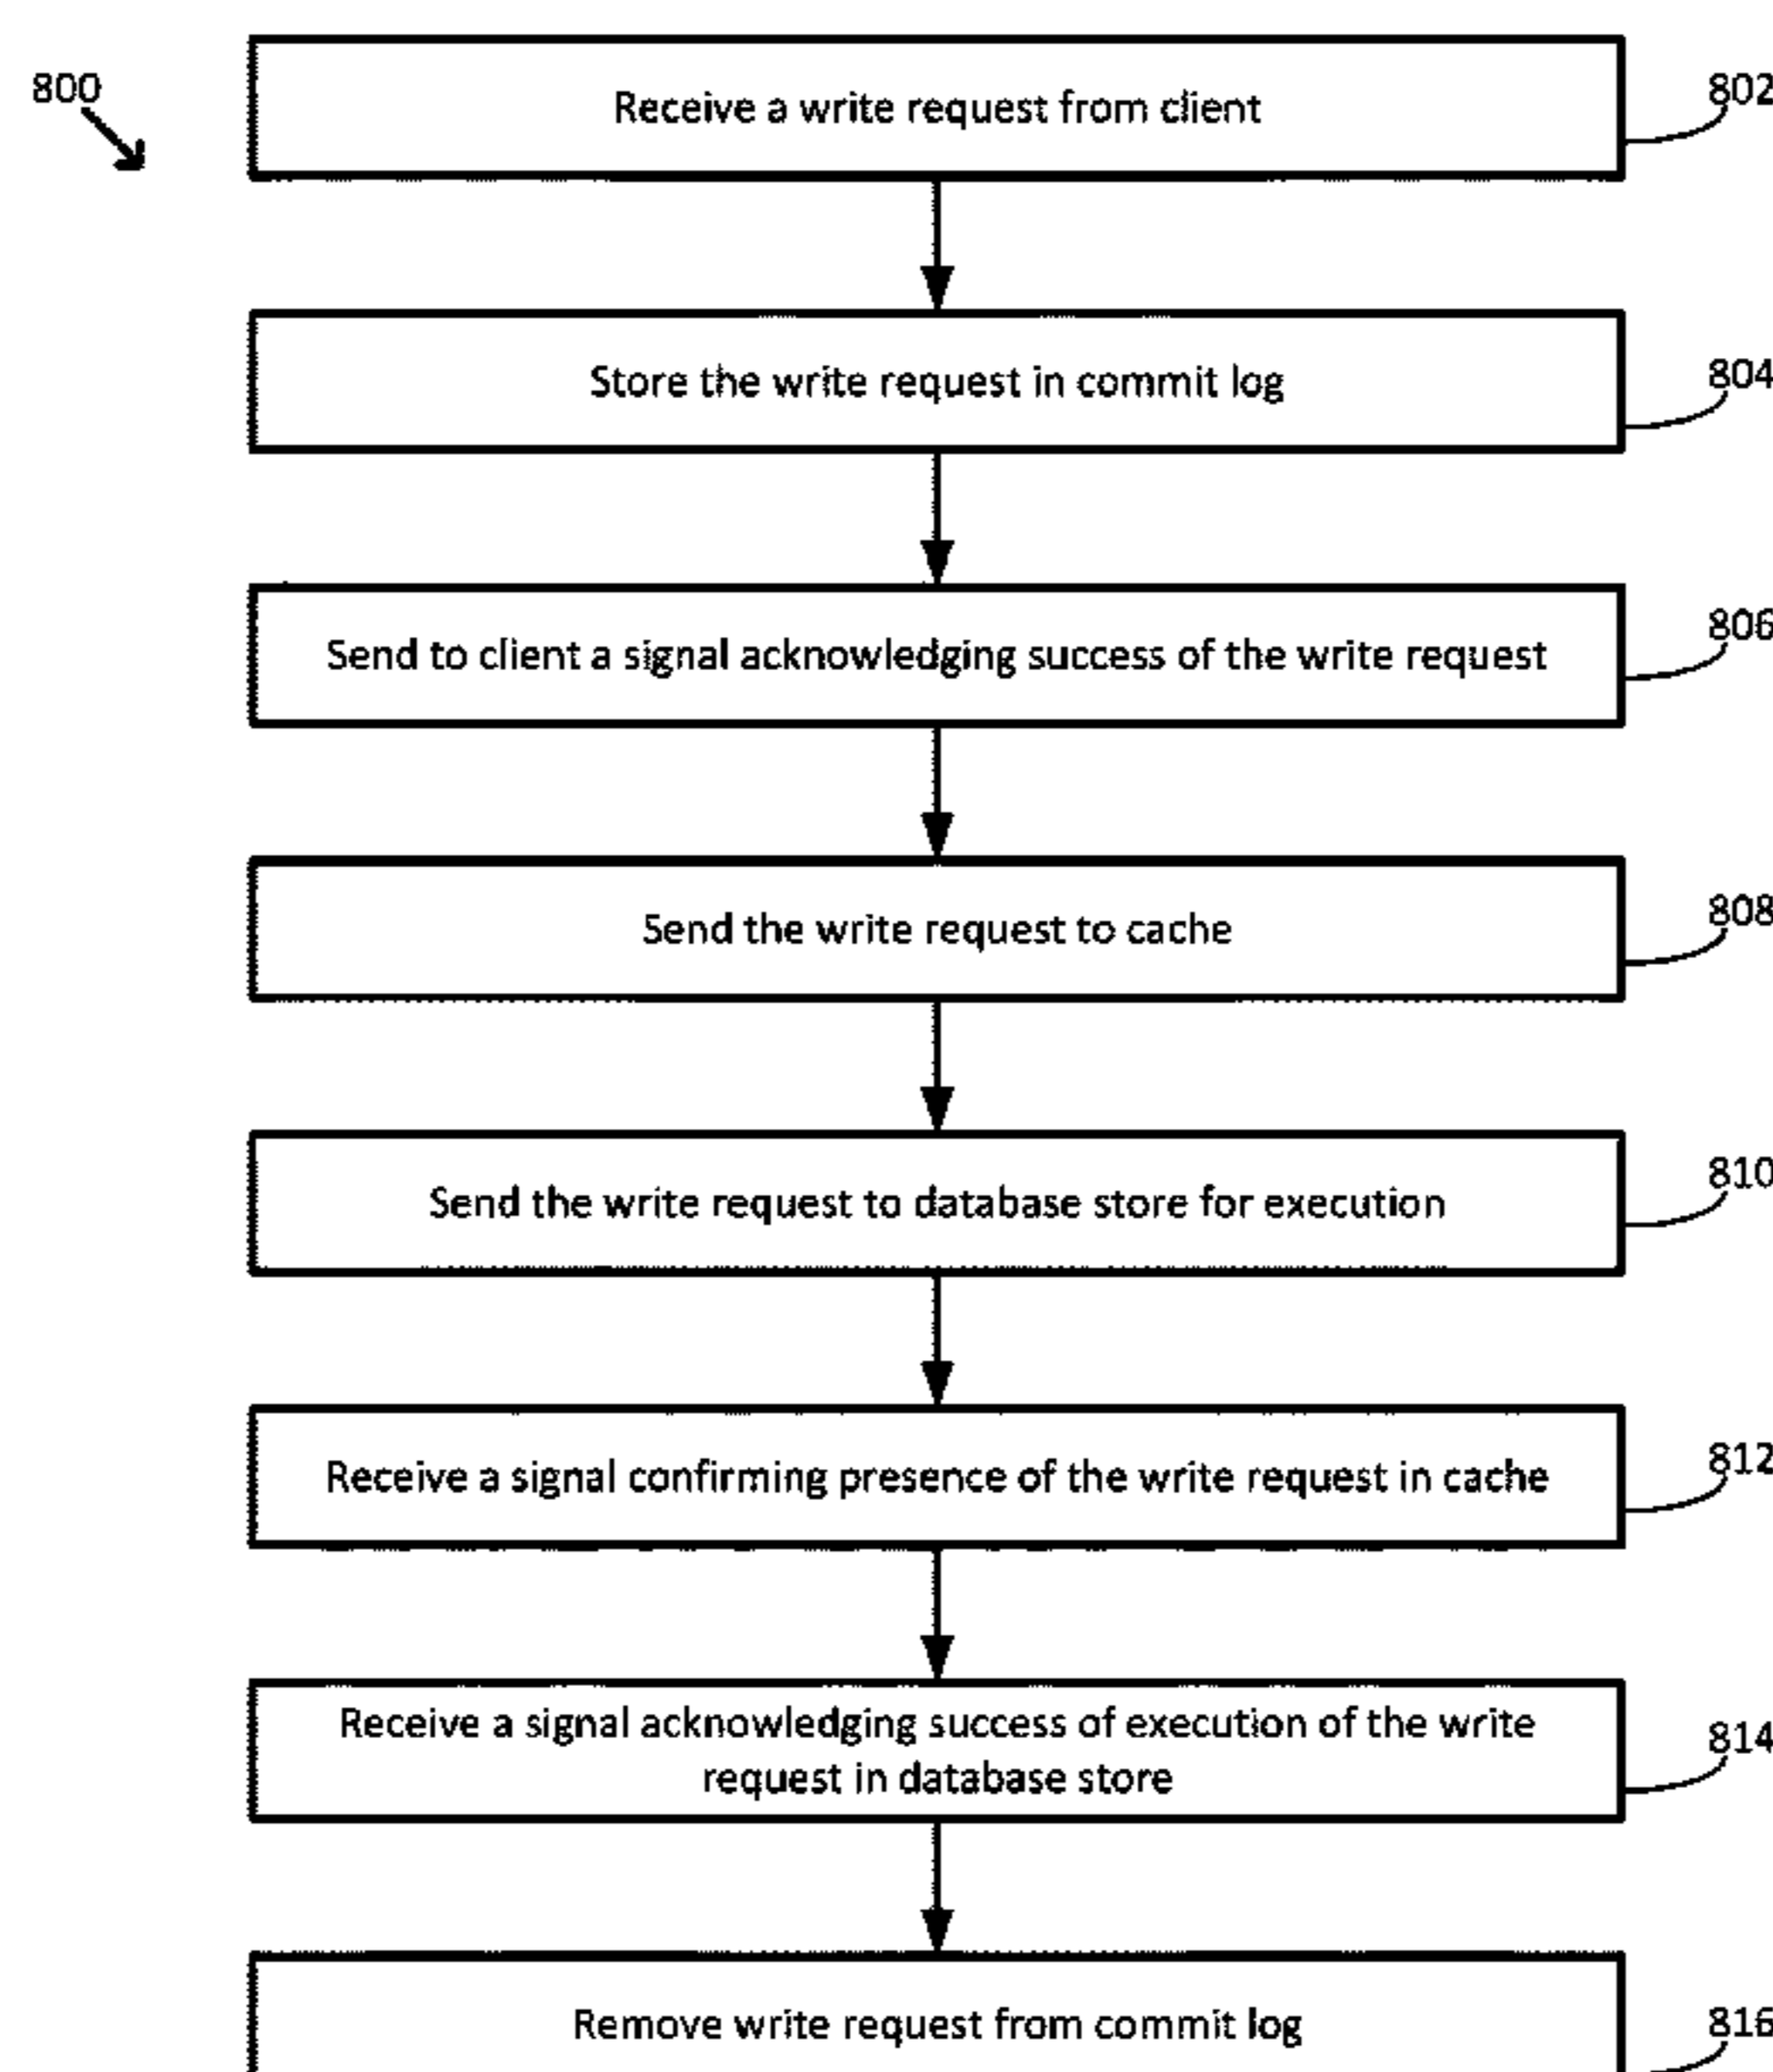 800
Receive a write request from client
802
Store the write request in commit log
804
Send to client a signal acknowledging success of the write request
806
Send the write request to cache
808
Send the write request to database store for execution
810
Receive a signal confirming presence of the write request in cache
812
Receive a signal acknowledging success of execution of the write
request in database store
814
Remove write request from commit log
816